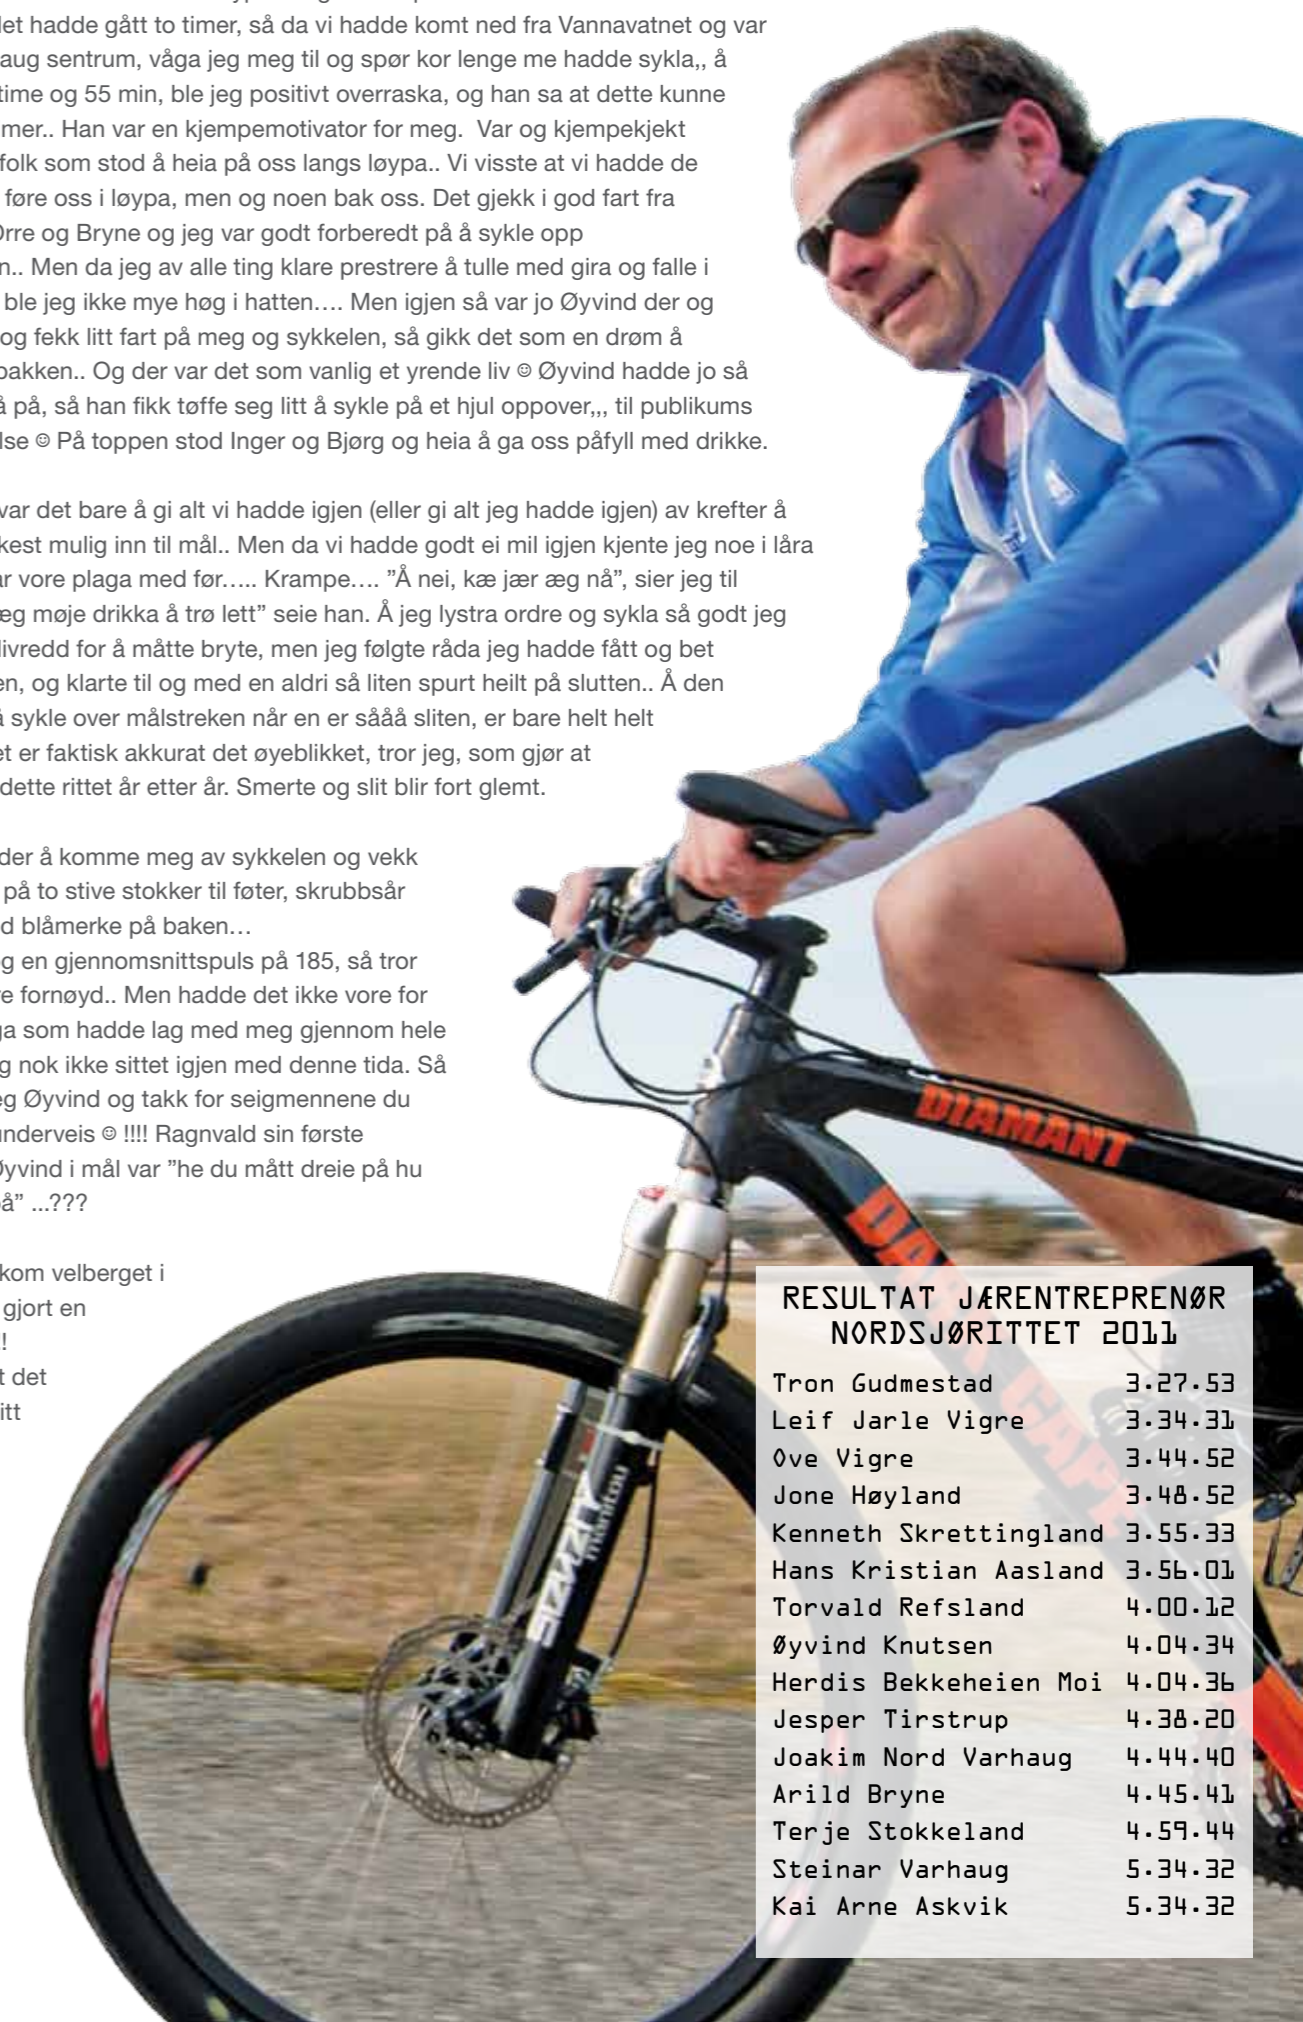 det hadde gått to timer, så da vi hadde komt ned fra Vannavatnet og var
aug sentrum, våga jeg meg til og spør kor lenge me hadde sykla,, å
time og 55 min, ble jeg positivt overraska, og han sa at dette kunne
mer.. Han var en kjempemotivator for meg.  Var og kjempekjekt
folk som stod å heia på oss langs løypa.. Vi visste at vi hadde de
føre oss i løypa, men og noen bak oss. Det gjekk i god fart fra
Orre og Bryne og jeg var godt forberedt på å sykle opp
n.. Men da jeg av alle ting klare prestrere å tulle med gira og falle i
ble jeg ikke mye høg i hatten…. Men igjen så var jo Øyvind der og
og fekk litt fart på meg og sykkelen, så gikk det som en drøm å
bakken.. Og der var det som vanlig et yrende liv ☺ Øyvind hadde jo så
å på, så han fikk tøffe seg litt å sykle på et hjul oppover,,, til publikums
lse ☺ På toppen stod Inger og Bjørg og heia å ga oss påfyll med drikke.
var det bare å gi alt vi hadde igjen (eller gi alt jeg hadde igjen) av krefter å
kest mulig inn til mål.. Men da vi hadde godt ei mil igjen kjente jeg noe i låra
ar vore plaga med før….. Krampe…. ”Å nei, kæ jær æg nå”, sier jeg til
æg møje drikka å trø lett” seie han. Å jeg lystra ordre og sykla så godt jeg
livredd for å måtte bryte, men jeg følgte råda jeg hadde fått og bet
en, og klarte til og med en aldri så liten spurt heilt på slutten.. Å den
å sykle over målstreken når en er sååå sliten, er bare helt helt
et er faktisk akkurat det øyeblikket, tror jeg, som gjør at
dette rittet år etter år. Smerte og slit blir fort glemt.
der å komme meg av sykkelen og vekk
på to stive stokker til føter, skrubbsår
d blåmerke på baken…
og en gjennomsnittspuls på 185, så tror
re fornøyd.. Men hadde det ikke vore for
ga som hadde lag med meg gjennom hele
g nok ikke sittet igjen med denne tida. Så
eg Øyvind og takk for seigmennene du
underveis ☺ !!!! Ragnvald sin første
Øyvind i mål var ”he du mått dreie på hu
på” ...???
kom velberget i
gjort en
!
t det
itt
DIAMANT
DARK CAPE
manitou
RESULTAT JÆRENTREPRENØR
NORDSJØRITTET 2011
Tron Gudmestad 3.27.53
Leif Jarle Vigre 3.34.31
Ove Vigre 3.44.52
Jone Høyland 3.48.52
Kenneth Skrettingland 3.55.33
Hans Kristian Aasland 3.56.01
Torvald Refsland 4.00.12
Øyvind Knutsen 4.04.34
Herdis Bekkeheien Moi 4.04.36
Jesper Tirstrup 4.38.20
Joakim Nord Varhaug 4.44.40
Arild Bryne 4.45.41
Terje Stokkeland 4.59.44
Steinar Varhaug 5.34.32
Kai Arne Askvik 5.34.32